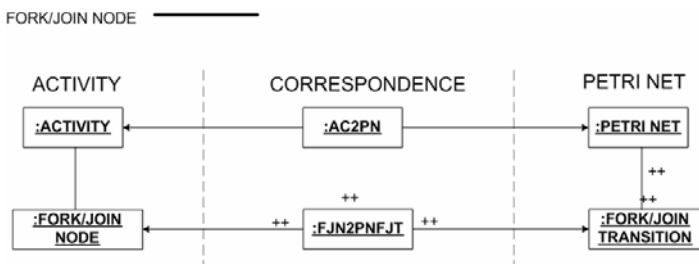 FORK/JOIN NODE
ACTIVITY
CORRESPONDENCE
PETRI NET
:ACTIVITY
:AC2PN
:PETRI NET
++
++
++
:FORK/JOIN
NODE
++
:FJN2PNFJT
++
:FORK/JOIN
TRANSITION